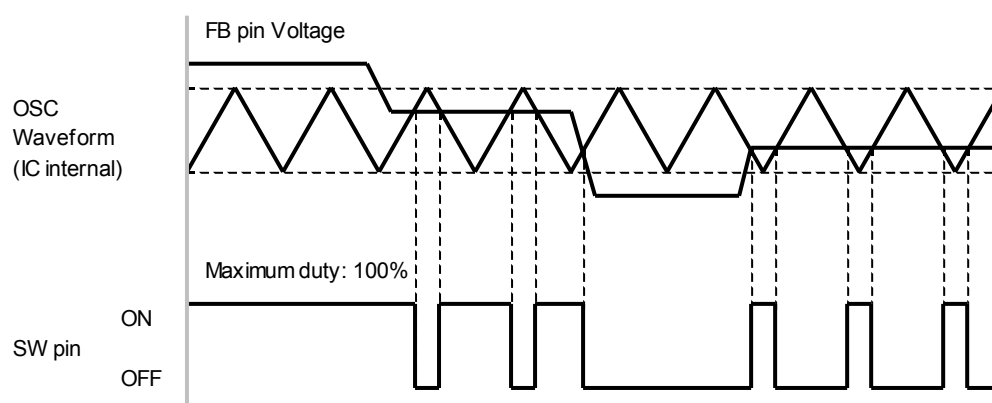 FB pin Voltage
OSC
Waveform
(IC internal)
Maximum duty: 100%
ON
SW pin
OFF